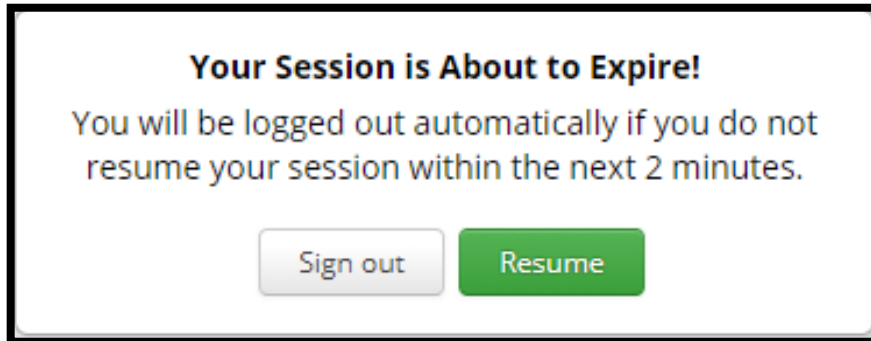 Your Session is About to Expire!
You will be logged out automatically if you do not
resume your session within the next 2 minutes.
Sign out Resume